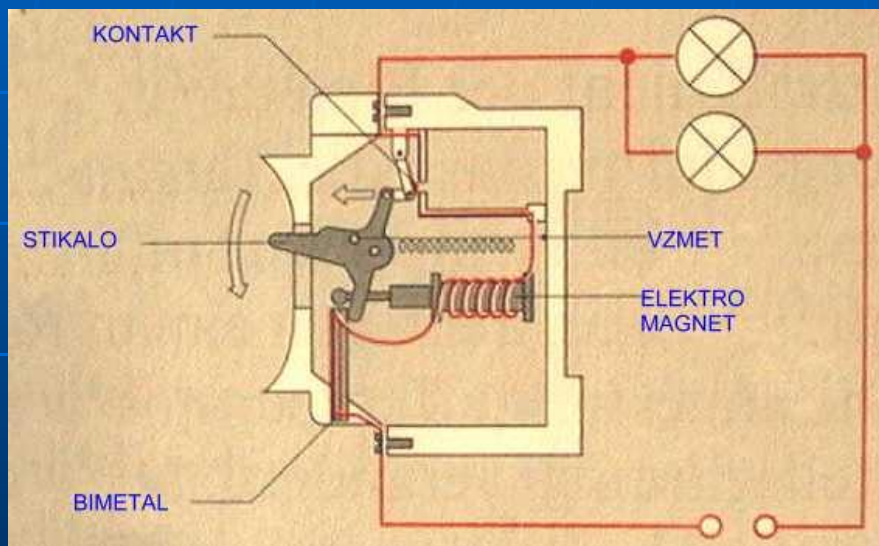 KONTAKT
STIKALO
VZMET
ELEKTRO
MAGNET
BIMETAL